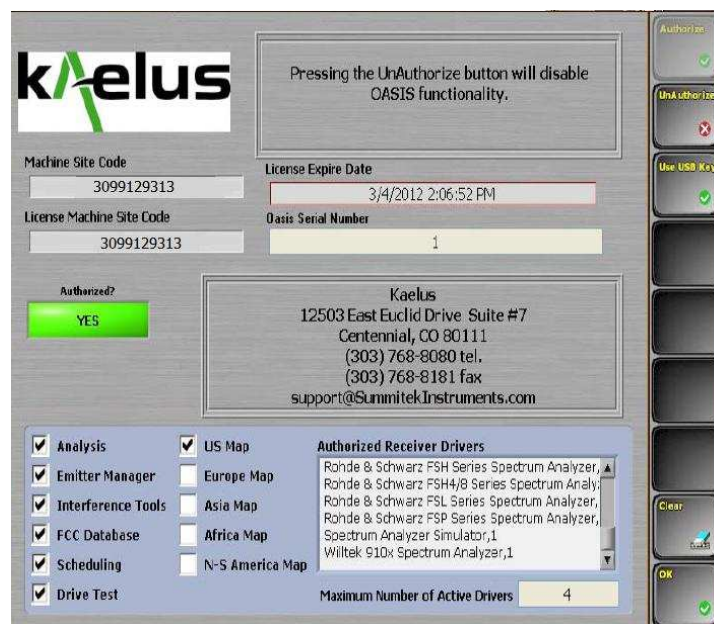 kaelus
Pressing the UnAuthorize button will disable
OASIS functionality.
Machine Site Code
3099129313
License Machine Site Code
3099129313
License Expire Date
3/4/2012 2:06:52 PM
Oasis Serial Number
1
Authorized?
YES
Kaelus
12503 East Euclid Drive Suite #7
Centennial, CO 80111
(303) 768-8080 tel.
(303) 768-8181 fax
support@SummitekInstruments.com
Analysis
Emitter Manager
Interference Tools
FCC Database
Scheduling
Drive Test
US Map
Europe Map
Asia Map
Africa Map
N-S America Map
Authorized Receiver Drivers
Rohde & Schwarz FSH Series Spectrum Analyzer,
Rohde & Schwarz FSH4/8 Series Spectrum Analy
Rohde & Schwarz FSL Series Spectrum Analyzer,
Rohde & Schwarz FSP Series Spectrum Analyzer,
Spectrum Analyzer Simulator,1
Willtek 910x Spectrum Analyzer,1
Maximum Number of Active Drivers
4
Authorize
UnAuthorize
Use USB Key
Clear
OK